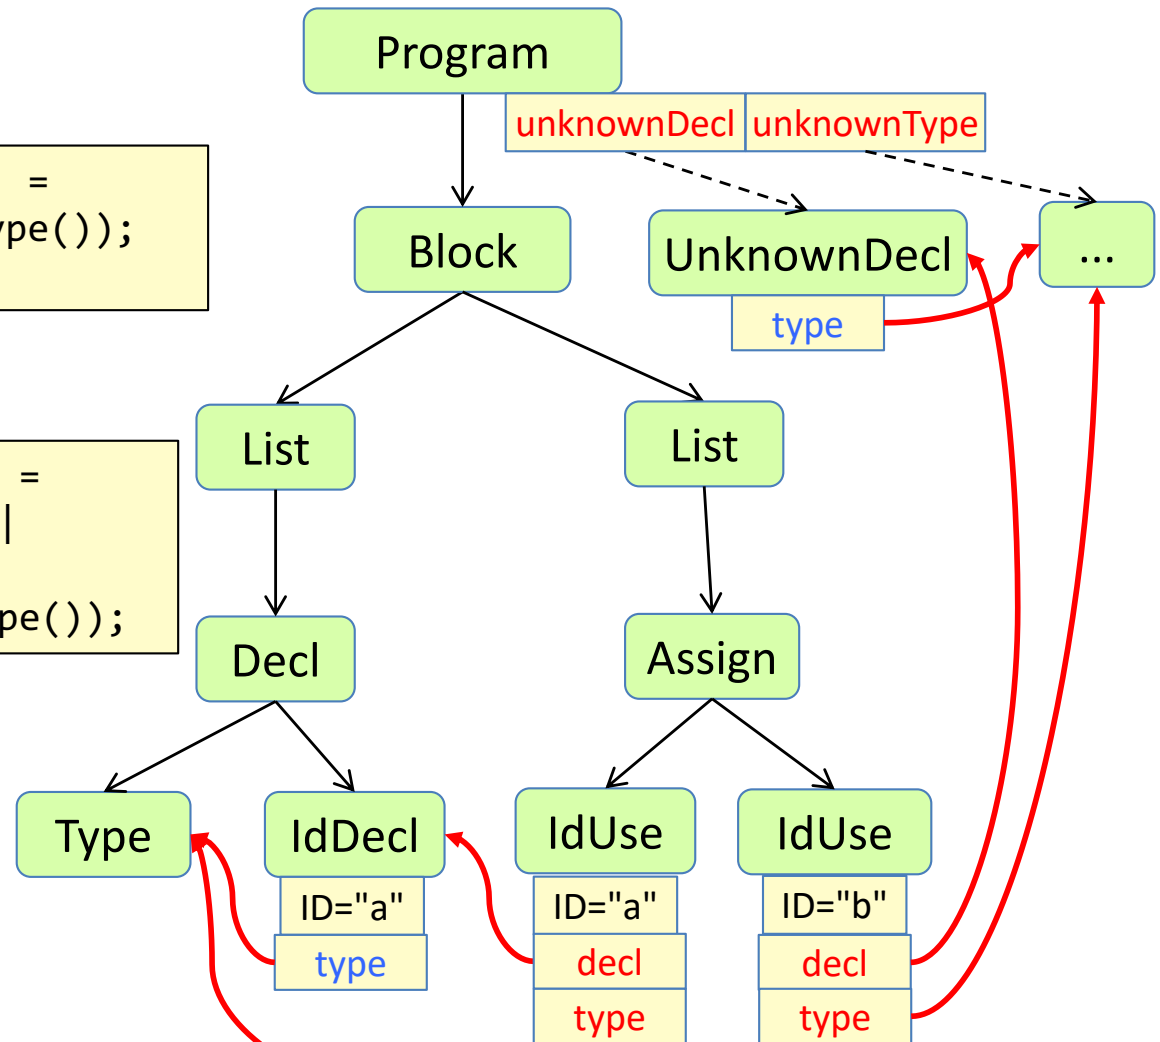 Program
unknownDecl unknownType
=
ype());
Block
UnknownDecl
...
type
List
List
=
|
pe());
Decl
Assign
Type
IdDecl
IdUse
IdUse
ID="a"
ID="a"
ID="b"
type
decl
decl
type
type